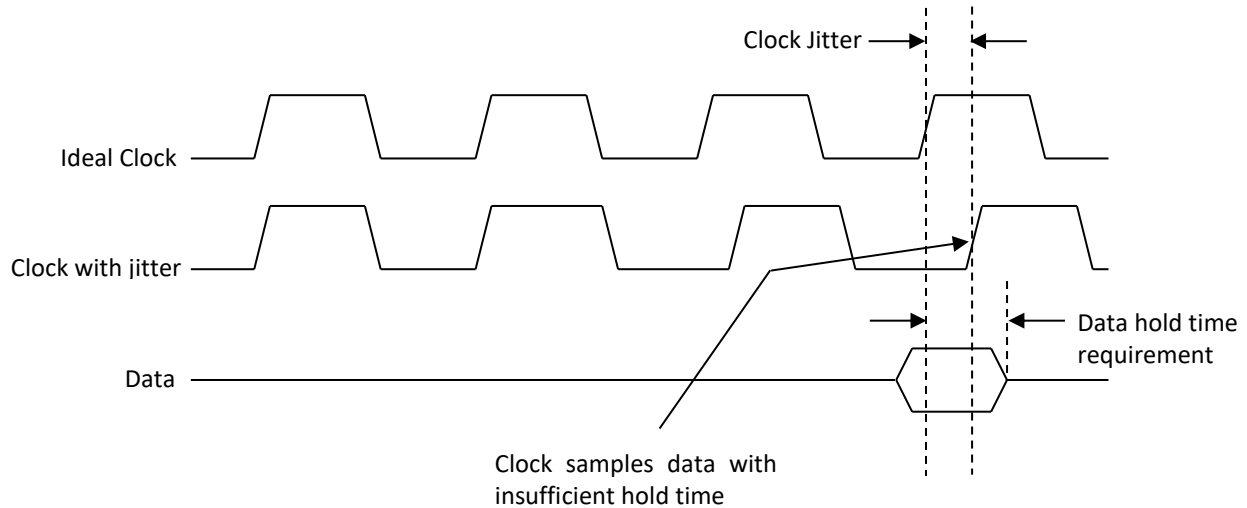 Clock Jitter
Ideal Clock
Clock with jitter
Data hold time
requirement
Data
Clock samples data with
insufficient hold time